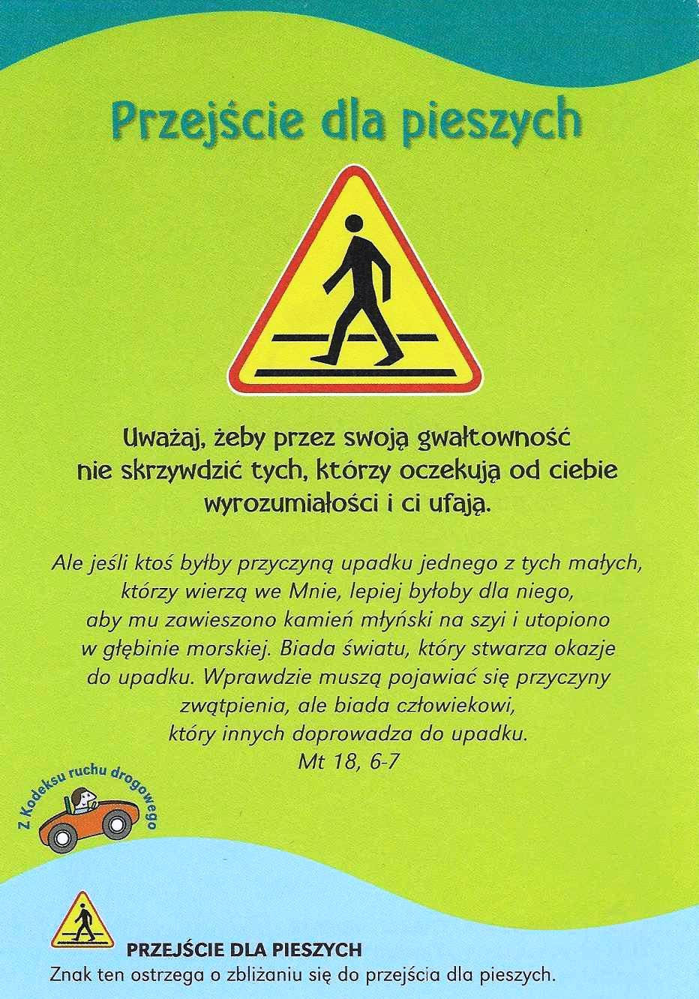 Przejście dla pieszych
Uważaj, żeby przez swoją gwałtowność
nie skrzywdzić tych, którzy oczekują od ciebie
wyrozumiałości i ci ufają.
Ale jeśli ktoś byłby przyczyną upadku jednego z tych małych,
którzy wierzą we Mnie, lepiej byłoby dla niego,
aby mu zawieszono kamień młyński na szyi i utopiono
w głębinie morskiej. Biada światu, który stwarza okazje
do upadku. Wprawdzie muszą pojawiać się przyczyny
zwątpienia, ale biada człowiekowi,
który innych doprowadza do upadku.
Mt 18, 6-7
Z Kodeksu ruchu drogowego
PRZEJŚCIE DLA PIESZYCH
Znak ten ostrzega o zbliżaniu się do przejścia dla pieszych.